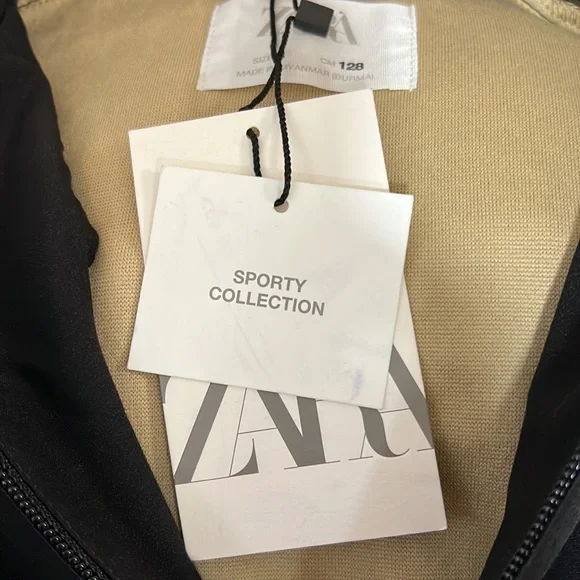 ZARA
CM 128
MADE IN MYANMAR (BURMA)
SPORTY
COLLECTION
ZARA